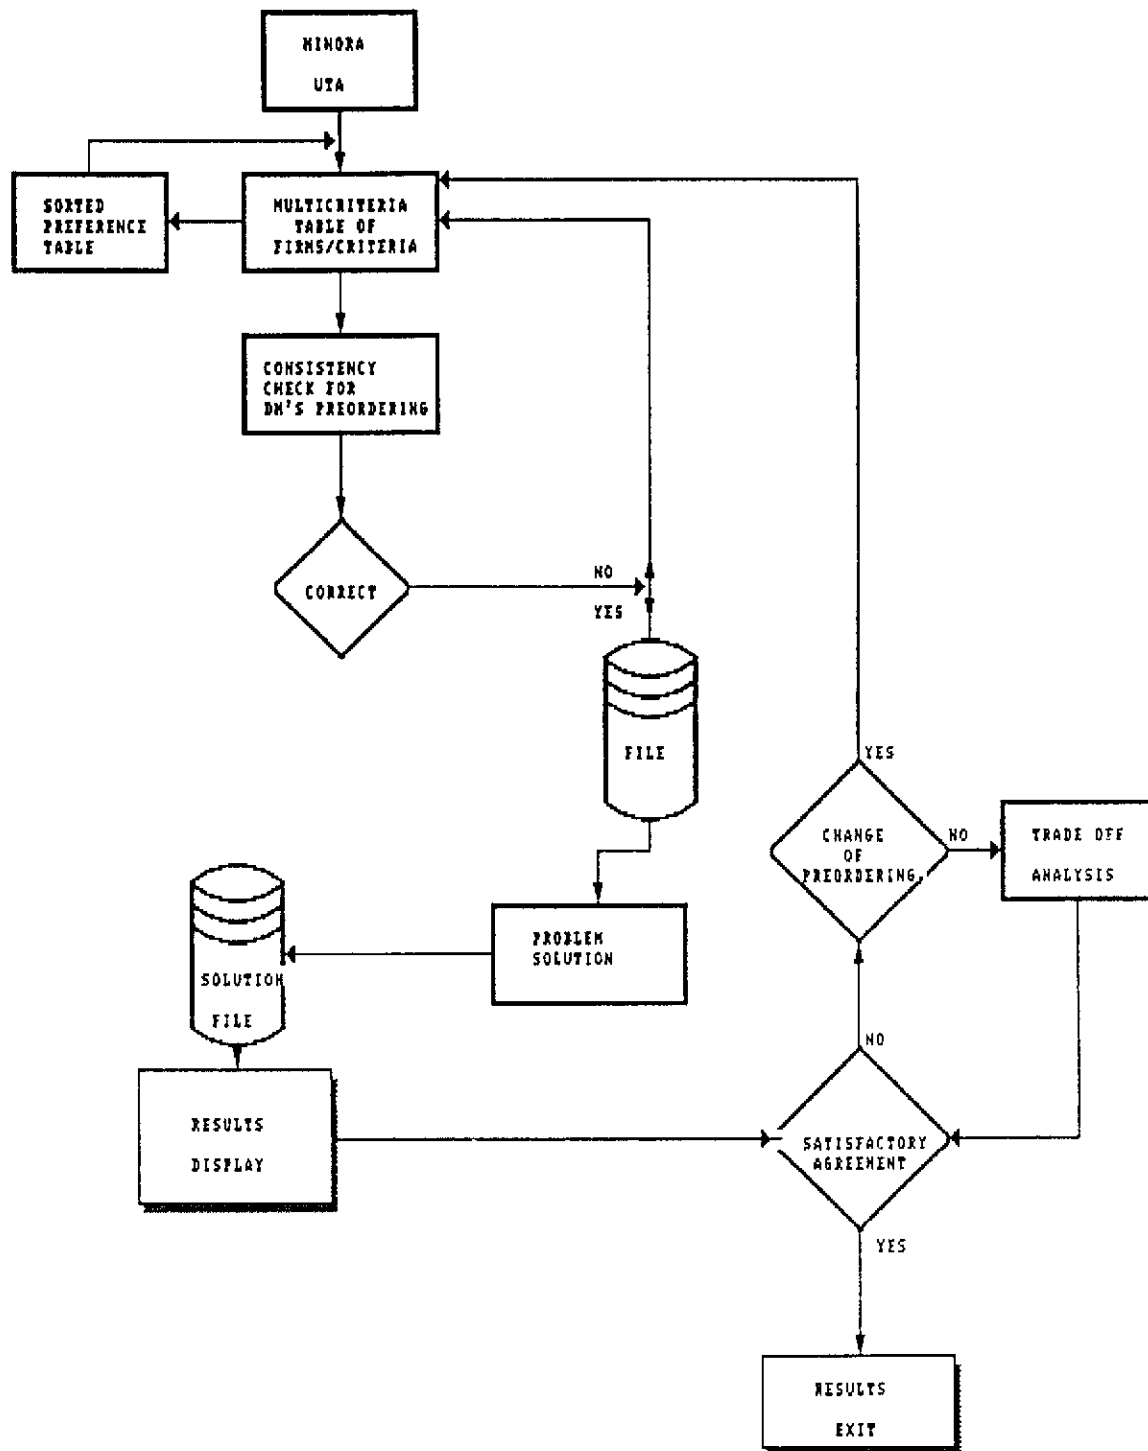 MINORA
UTA
SORTED
PREFERENCE
TABLE
MULTICRITERIA
TABLE OF
FIRMS/CRITERIA
CONSISTENCY
CHECK FOR
DM'S PREORDERING
CORRECT
NO
YES
FILE
YES
CHANGE
OF
PREORDERING,
NO
TRADE OFF
ANALYSIS
PROBLEM
SOLUTION
SOLUTION
FILE
NO
RESULTS
DISPLAY
SATISFACTORY
AGREEMENT
YES
RESULTS
EXIT